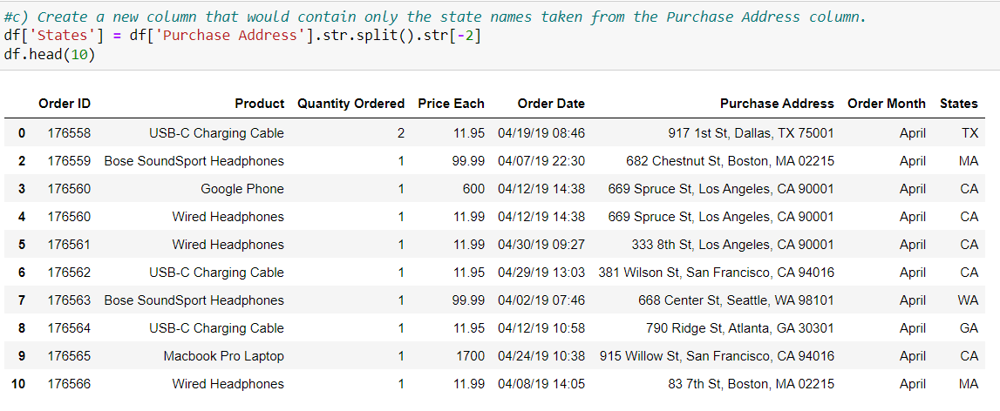 #c) Create a new column that would contain only the state names taken from the Purchase Address column.
df['States'] = df['Purchase Address'].str.split().str[-2]
df.head(10)
Order ID Product Quantity Ordered Price Each Order Date Purchase Address Order Month States
0 176558 USB-C Charging Cable 2 11.95 04/19/19 08:46 917 1st St, Dallas, TX 75001 April TX
2 176559 Bose SoundSport Headphones 1 99.99 04/07/19 22:30 682 Chestnut St, Boston, MA 02215 April MA
3 176560 Google Phone 1 600 04/12/19 14:38 669 Spruce St, Los Angeles, CA 90001 April CA
4 176560 Wired Headphones 1 11.99 04/12/19 14:38 669 Spruce St, Los Angeles, CA 90001 April CA
5 176561 Wired Headphones 1 11.99 04/30/19 09:27 333 8th St, Los Angeles, CA 90001 April CA
6 176562 USB-C Charging Cable 1 11.95 04/29/19 13:03 381 Wilson St, San Francisco, CA 94016 April CA
7 176563 Bose SoundSport Headphones 1 99.99 04/02/19 07:46 668 Center St, Seattle, WA 98101 April WA
8 176564 USB-C Charging Cable 1 11.95 04/12/19 10:58 790 Ridge St, Atlanta, GA 30301 April GA
9 176565 Macbook Pro Laptop 1 1700 04/24/19 10:38 915 Willow St, San Francisco, CA 94016 April CA
10 176566 Wired Headphones 1 11.99 04/08/19 14:05 83 7th St, Boston, MA 02215 April MA